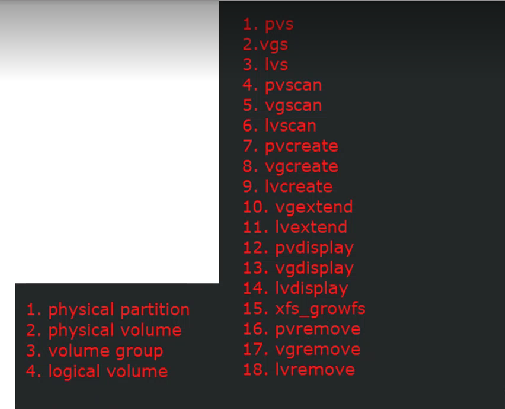 1. pvs
2.vgs
3. lvs
4. pvscan
5. vgscan
6. lvscan
7. pvcreate
8. vgcreate
9. lvcreate
10. vgextend
11. lvextend
12. pvdisplay
13. vgdisplay
14. lvdisplay
15. xfs_growfs
16. pvremove
17. vgremove
18. lvremove
1. physical partition
2. physical volume
3. volume group
4. logical volume